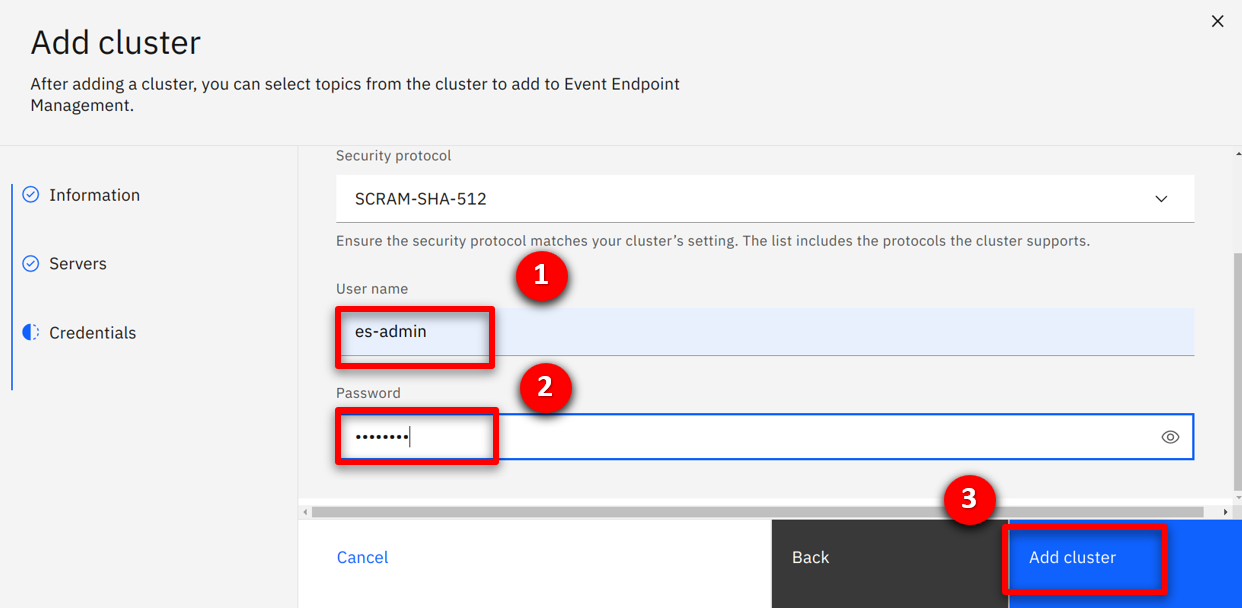 Add cluster
After adding a cluster, you can select topics from the cluster to add to Event Endpoint
Management.
Information
Servers
Credentials
Security protocol
SCRAM-SHA-512
Ensure the security protocol matches your cluster’s setting. The list includes the protocols the cluster supports.
1
User name
es-admin
2
Password
••••••••
3
Cancel
Back
Add cluster